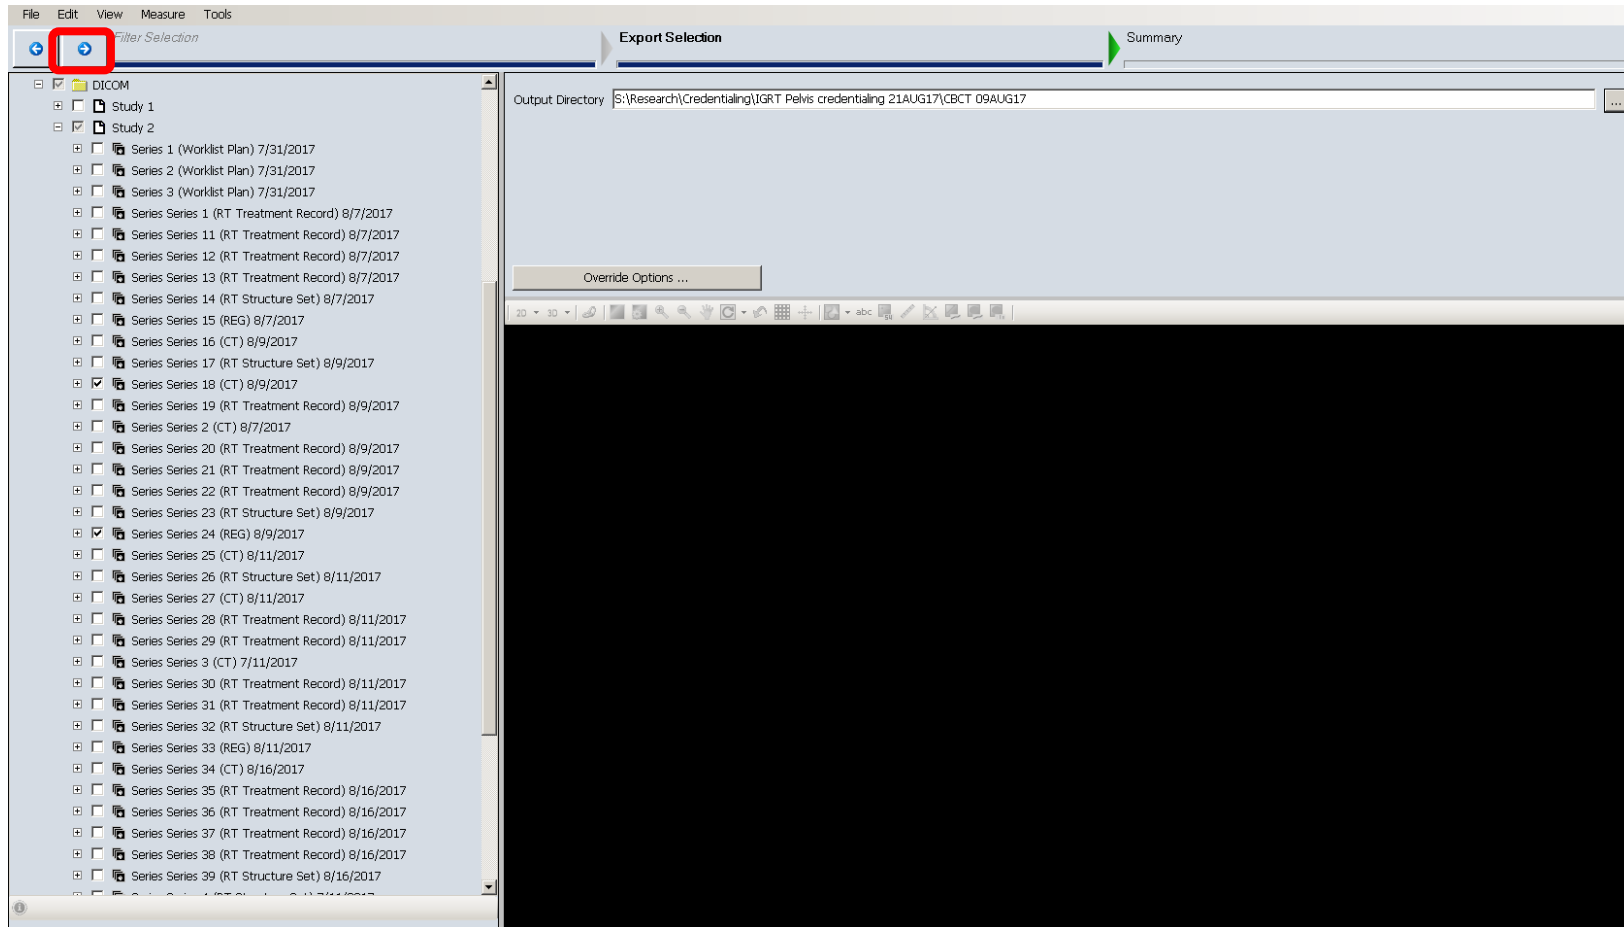 File Edit View Measure Tools
Filter Selection
Export Selection
Summary
DICOM
Study 1
Study 2
Series 1 (Worklist Plan) 7/31/2017
Series 2 (Worklist Plan) 7/31/2017
Series 3 (Worklist Plan) 7/31/2017
Series Series 1 (RT Treatment Record) 8/7/2017
Series Series 11 (RT Treatment Record) 8/7/2017
Series Series 12 (RT Treatment Record) 8/7/2017
Series Series 13 (RT Treatment Record) 8/7/2017
Series Series 14 (RT Structure Set) 8/7/2017
Series Series 15 (REG) 8/7/2017
Series Series 16 (CT) 8/9/2017
Series Series 17 (RT Structure Set) 8/9/2017
Series Series 18 (CT) 8/9/2017
Series Series 19 (RT Treatment Record) 8/9/2017
Series Series 2 (CT) 8/7/2017
Series Series 20 (RT Treatment Record) 8/9/2017
Series Series 21 (RT Treatment Record) 8/9/2017
Series Series 22 (RT Treatment Record) 8/9/2017
Series Series 23 (RT Structure Set) 8/9/2017
Series Series 24 (REG) 8/9/2017
Series Series 25 (CT) 8/11/2017
Series Series 26 (RT Structure Set) 8/11/2017
Series Series 27 (CT) 8/11/2017
Series Series 28 (RT Treatment Record) 8/11/2017
Series Series 29 (RT Treatment Record) 8/11/2017
Series Series 3 (CT) 7/11/2017
Series Series 30 (RT Treatment Record) 8/11/2017
Series Series 31 (RT Treatment Record) 8/11/2017
Series Series 32 (RT Structure Set) 8/11/2017
Series Series 33 (REG) 8/11/2017
Series Series 34 (CT) 8/16/2017
Series Series 35 (RT Treatment Record) 8/16/2017
Series Series 36 (RT Treatment Record) 8/16/2017
Series Series 37 (RT Treatment Record) 8/16/2017
Series Series 38 (RT Treatment Record) 8/16/2017
Series Series 39 (RT Structure Set) 8/16/2017
Output Directory S:\Research\Credentialing\IGRT Pelvis credentialing 21AUG17\CBCT 09AUG17 ...
Override Options ...
2D 3D abc